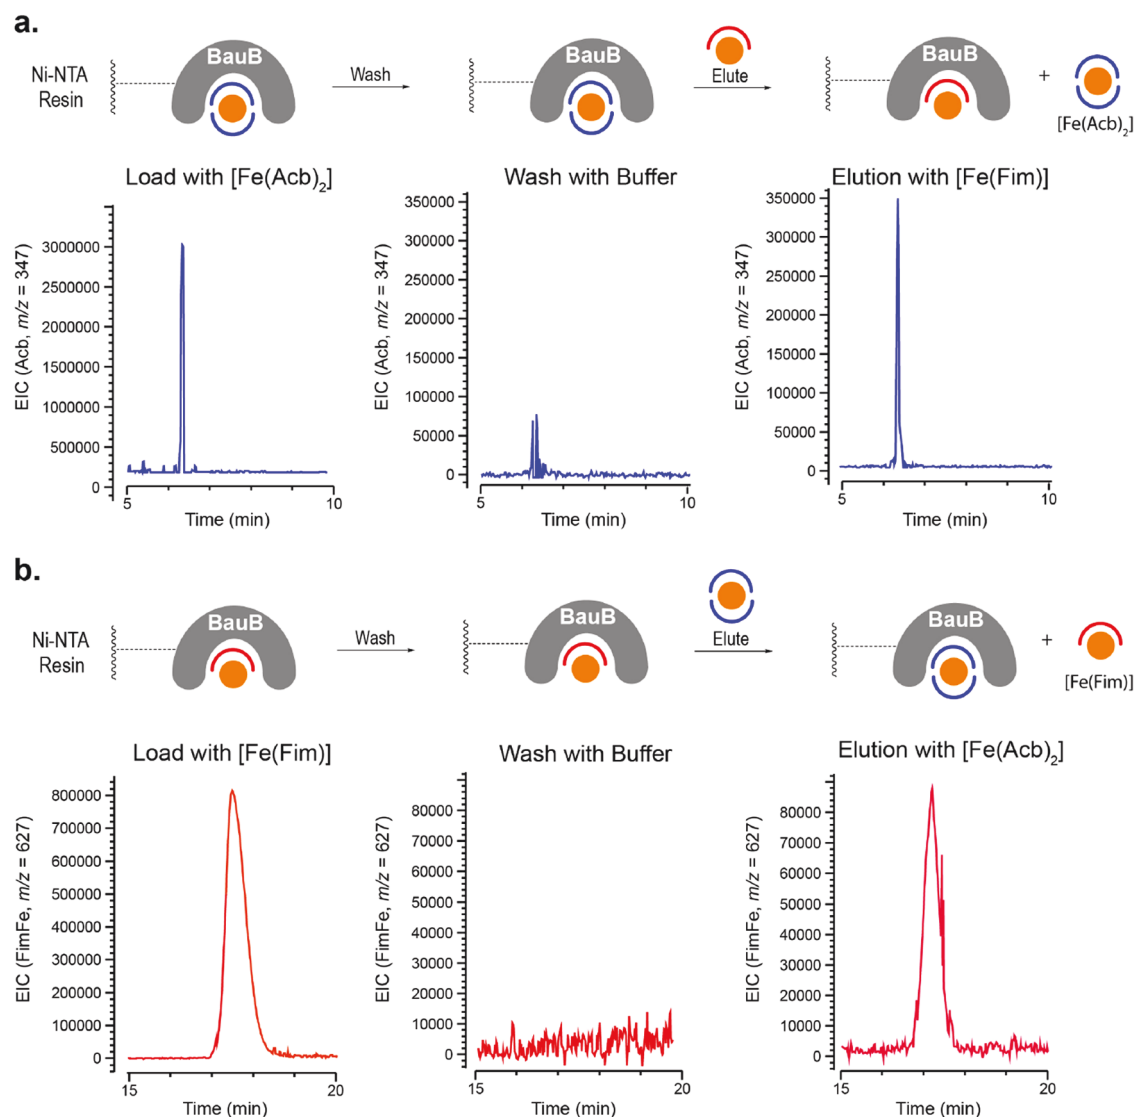 a.
Ni-NTA
Resin
BauB
Wash
BauB
Elute
BauB
+
[Fe(Acb)2]
Load with [Fe(Acb)2]
EIC (Acb, m/z = 347)
3000000
2500000
2000000
1500000
1000000
500000
0
5
10
Time (min)
Wash with Buffer
EIC (Acb, m/z = 347)
350000
300000
250000
200000
150000
100000
50000
0
5
10
Time (min)
Elution with [Fe(Fim)]
EIC (Acb, m/z = 347)
350000
300000
250000
200000
150000
100000
50000
0
5
10
Time (min)
b.
Ni-NTA
Resin
BauB
Wash
BauB
Elute
BauB
+
[Fe(Fim)]
Load with [Fe(Fim)]
EIC (FimFe, m/z = 627)
800000
700000
600000
500000
400000
300000
200000
100000
0
15
20
Time (min)
Wash with Buffer
EIC (FimFe, m/z = 627)
80000
70000
60000
50000
40000
30000
20000
10000
0
15
20
Time (min)
Elution with [Fe(Acb)2]
EIC (FimFe, m/z = 627)
80000
70000
60000
50000
40000
30000
20000
10000
0
15
20
Time (min)